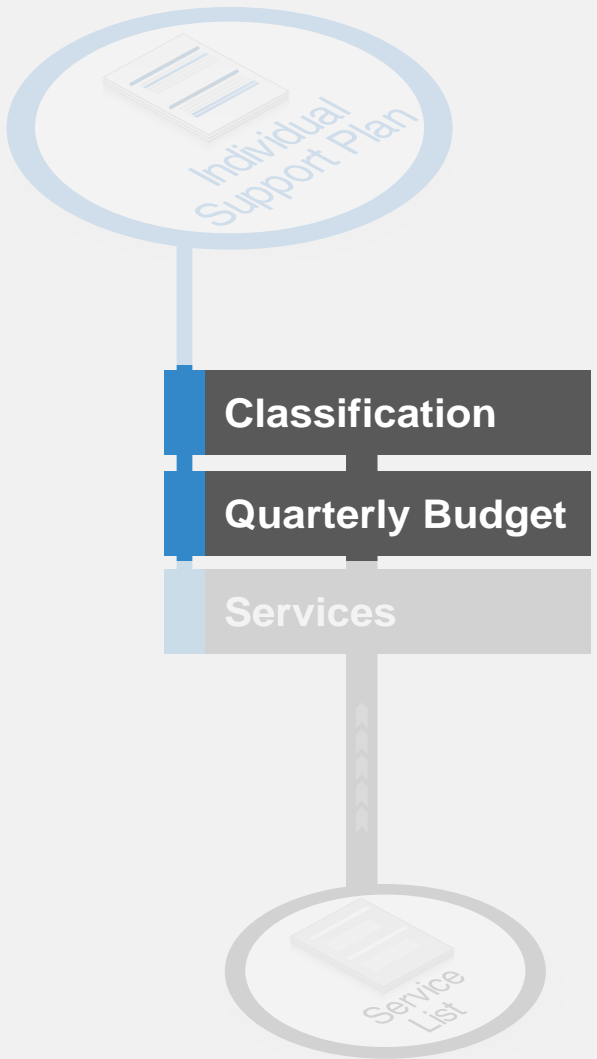 Individual
Support Plan
Classification
Quarterly Budget
Services
Service
List